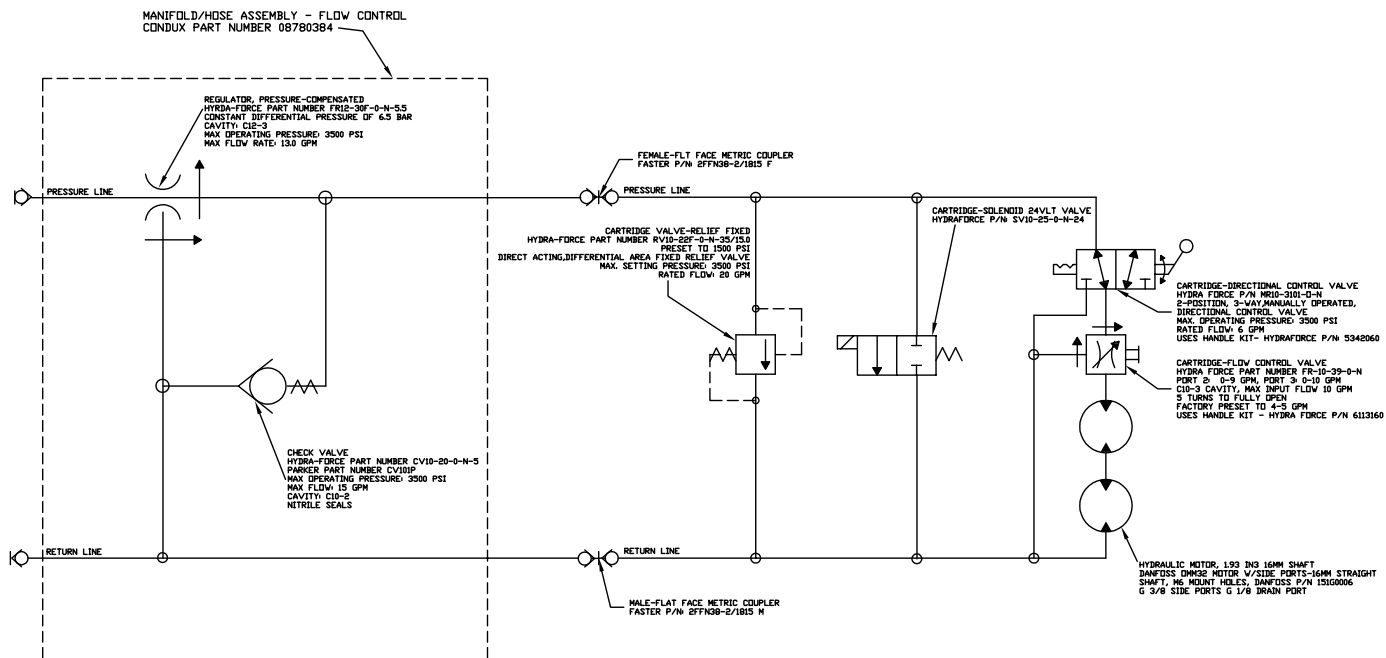 MANIFOLD/HOSE ASSEMBLY - FLOW CONTROL
CONDUX PART NUMBER 08780384
REGULATOR, PRESSURE-COMPENSATED
HYRDA-FORCE PART NUMBER FR12-30F-0-N-5.5
CONSTANT DIFFERENTIAL PRESSURE OF 6.5 BAR
CAVITY: C12-3
MAX OPERATING PRESSURE: 3500 PSI
MAX FLOW RATE: 13.0 GPM
PRESSURE LINE
FEMALE-FLT FACE METRIC COUPLER
FASTER P/N: 2FFN38-2/1815 F
PRESSURE LINE
CARTRIDGE VALVE-RELIEF FIXED
HYDRA-FORCE PART NUMBER RV10-22F-0-N-35/15.0
PRESET TO 1500 PSI
DIRECT ACTING,DIFFERENTIAL AREA FIXED RELIEF VALVE
MAX. SETTING PRESSURE: 3500 PSI
RATED FLOW: 20 GPM
CARTRIDGE-SOLENOID 24VLT VALVE
HYDRAFORCE P/N: SV10-25-0-N-24
CARTRIDGE-DIRECTIONAL CONTROL VALVE
HYDRA FORCE P/N MR10-3101-0-N
2-POSITION, 3-WAY,MANUALLY OPERATED,
DIRECTIONAL CONTROL VALVE
MAX. OPERATING PRESSURE: 3500 PSI
RATED FLOW: 6 GPM
USES HANDLE KIT- HYDRAFORCE P/N: 5342060
CARTRIDGE-FLOW CONTROL VALVE
HYDRA FORCE PART NUMBER FR-10-39-0-N
PORT 2: 0-9 GPM, PORT 3: 0-10 GPM
C10-3 CAVITY, MAX INPUT FLOW 10 GPM
5 TURNS TO FULLY OPEN
FACTORY PRESET TO 4-5 GPM
USES HANDLE KIT - HYDRA FORCE P/N 6113160
CHECK VALVE
HYDRA-FORCE PART NUMBER CV10-20-0-N-5
PARKER PART NUMBER CV101P
MAX OPERATING PRESSURE: 3500 PSI
MAX FLOW: 15 GPM
CAVITY: C10-2
NITRILE SEALS
RETURN LINE
RETURN LINE
MALE-FLAT FACE METRIC COUPLER
FASTER P/N: 2FFN38-2/1815 M
HYDRAULIC MOTOR, 1.93 IN3 16MM SHAFT
DANFOSS OMM32 MOTOR W/SIDE PORTS-16MM STRAIGHT
SHAFT, M6 MOUNT HOLES, DANFOSS P/N 151G0006
G 3/8 SIDE PORTS G 1/8 DRAIN PORT